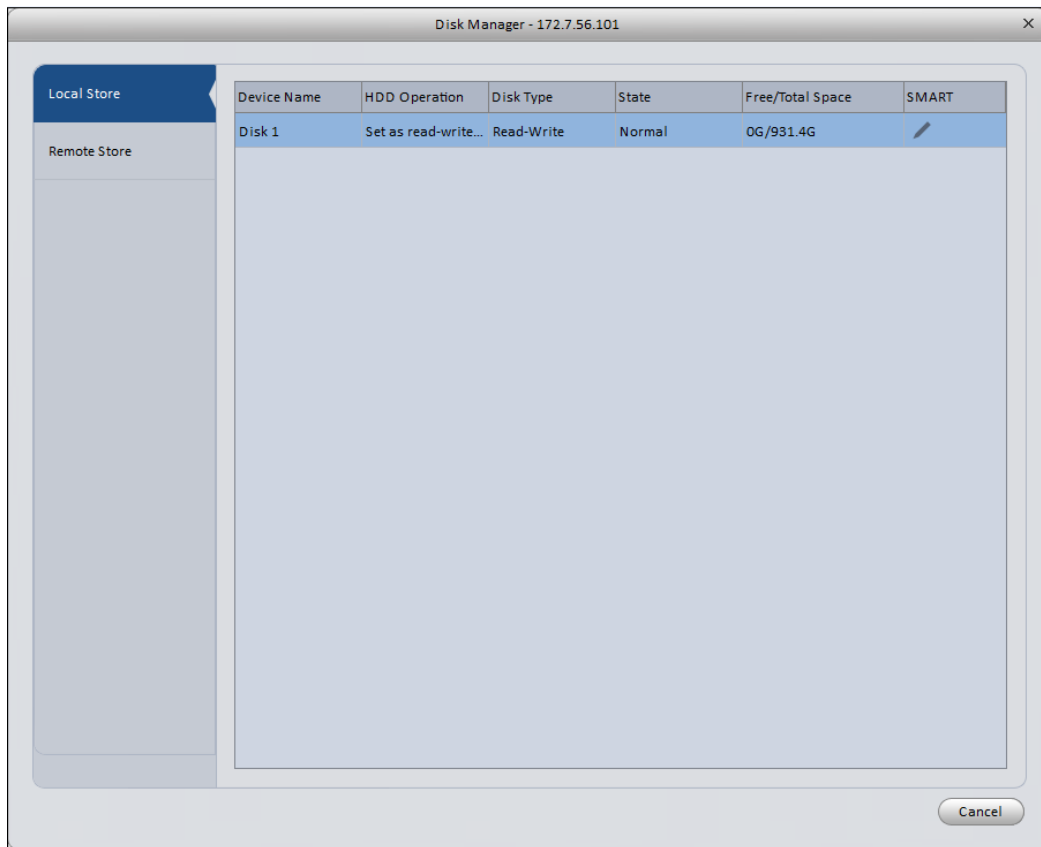 Disk Manager - 172.7.56.101
Local Store
Remote Store
Device Name HDD Operation Disk Type State Free/Total Space SMART
Disk 1 Set as read-write... Read-Write Normal 0G/931.4G
Cancel